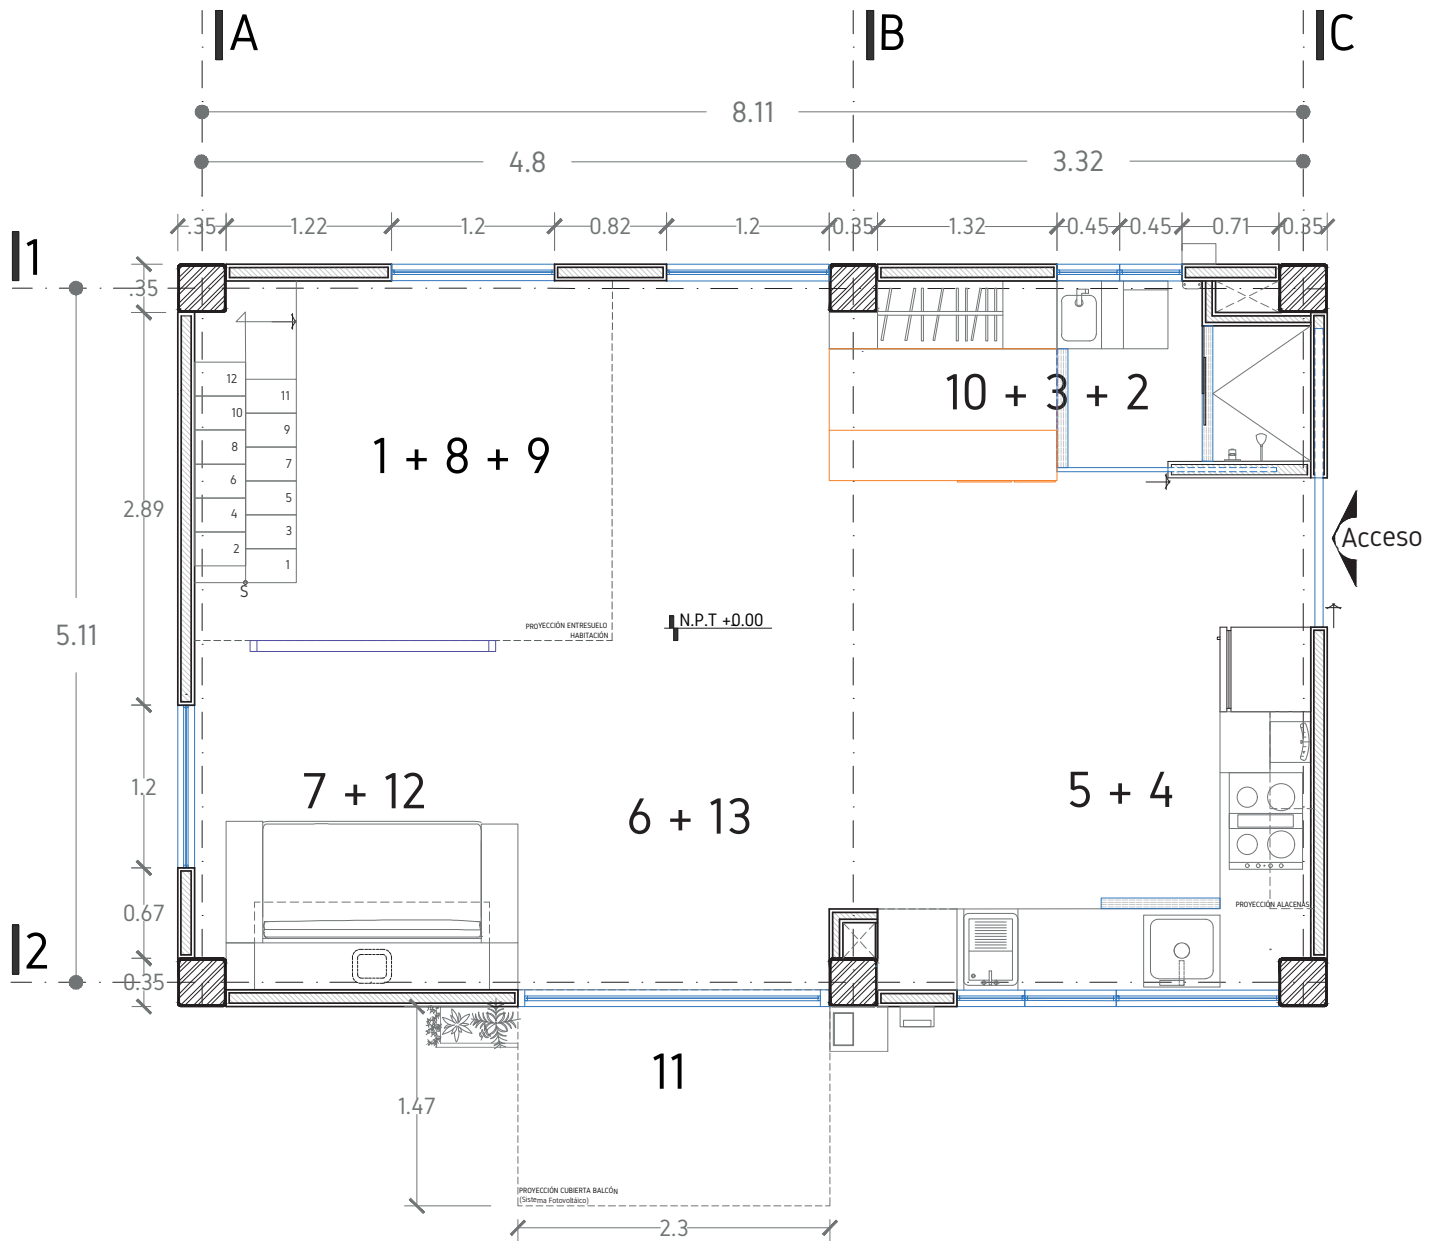 A
B
C
8.11
4.8
3.32
.35
1.22
1.2
0.82
1.2
0.35
1.32
0.45
0.45
0.71
0.35
1
.35
12
11
10
9
8
7
6
5
4
3
2
1
S
1 + 8 + 9
10 + 3 + 2
2.89
Acceso
PROYECCIÓN ENTRESUELO
HABITACIÓN
N.P.T +0.00
5.11
1.2
7 + 12
6 + 13
5 + 4
0.67
PROYECCIÓN ALACENAS
2
0.35
11
1.47
PROYECCIÓN CUBIERTA BALCÓN
(Sistema Fotovoltáico)
2.3